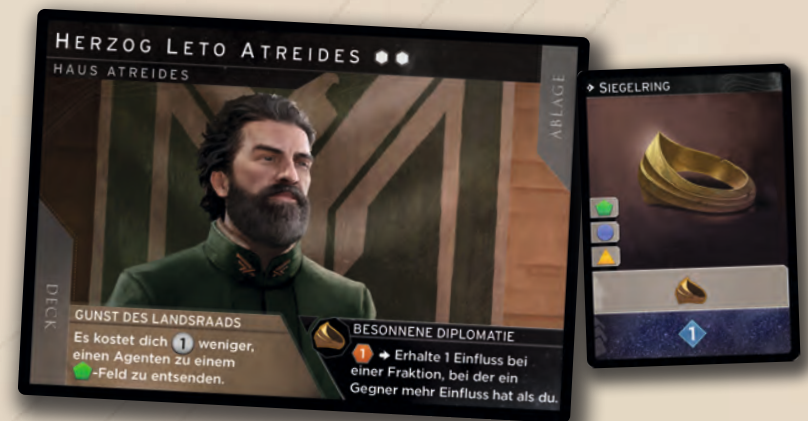 HERZOG LETO ATREIDES
HAUS ATREIDES
ABLAGE
DECK
GUNST DES LANDSRAADS
Es kostet dich 1 weniger,
einen Agenten zu einem
-Feld zu entsenden.
BESONNENE DIPLOMATIE
1 → Erhalte 1 Einfluss bei
einer Fraktion, bei der ein
Gegner mehr Einfluss hat als du.
SIEGELRING
1